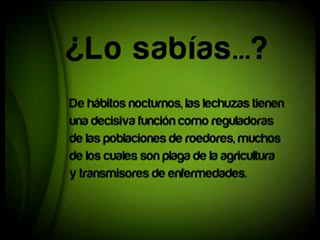 ¿Lo sabías...?
De hábitos nocturnos, las lechuzas tienen
una decisiva función como reguladoras
de las poblaciones de roedores, muchos
de los cuales son plaga de la agricultura
y transmisores de enfermedades.